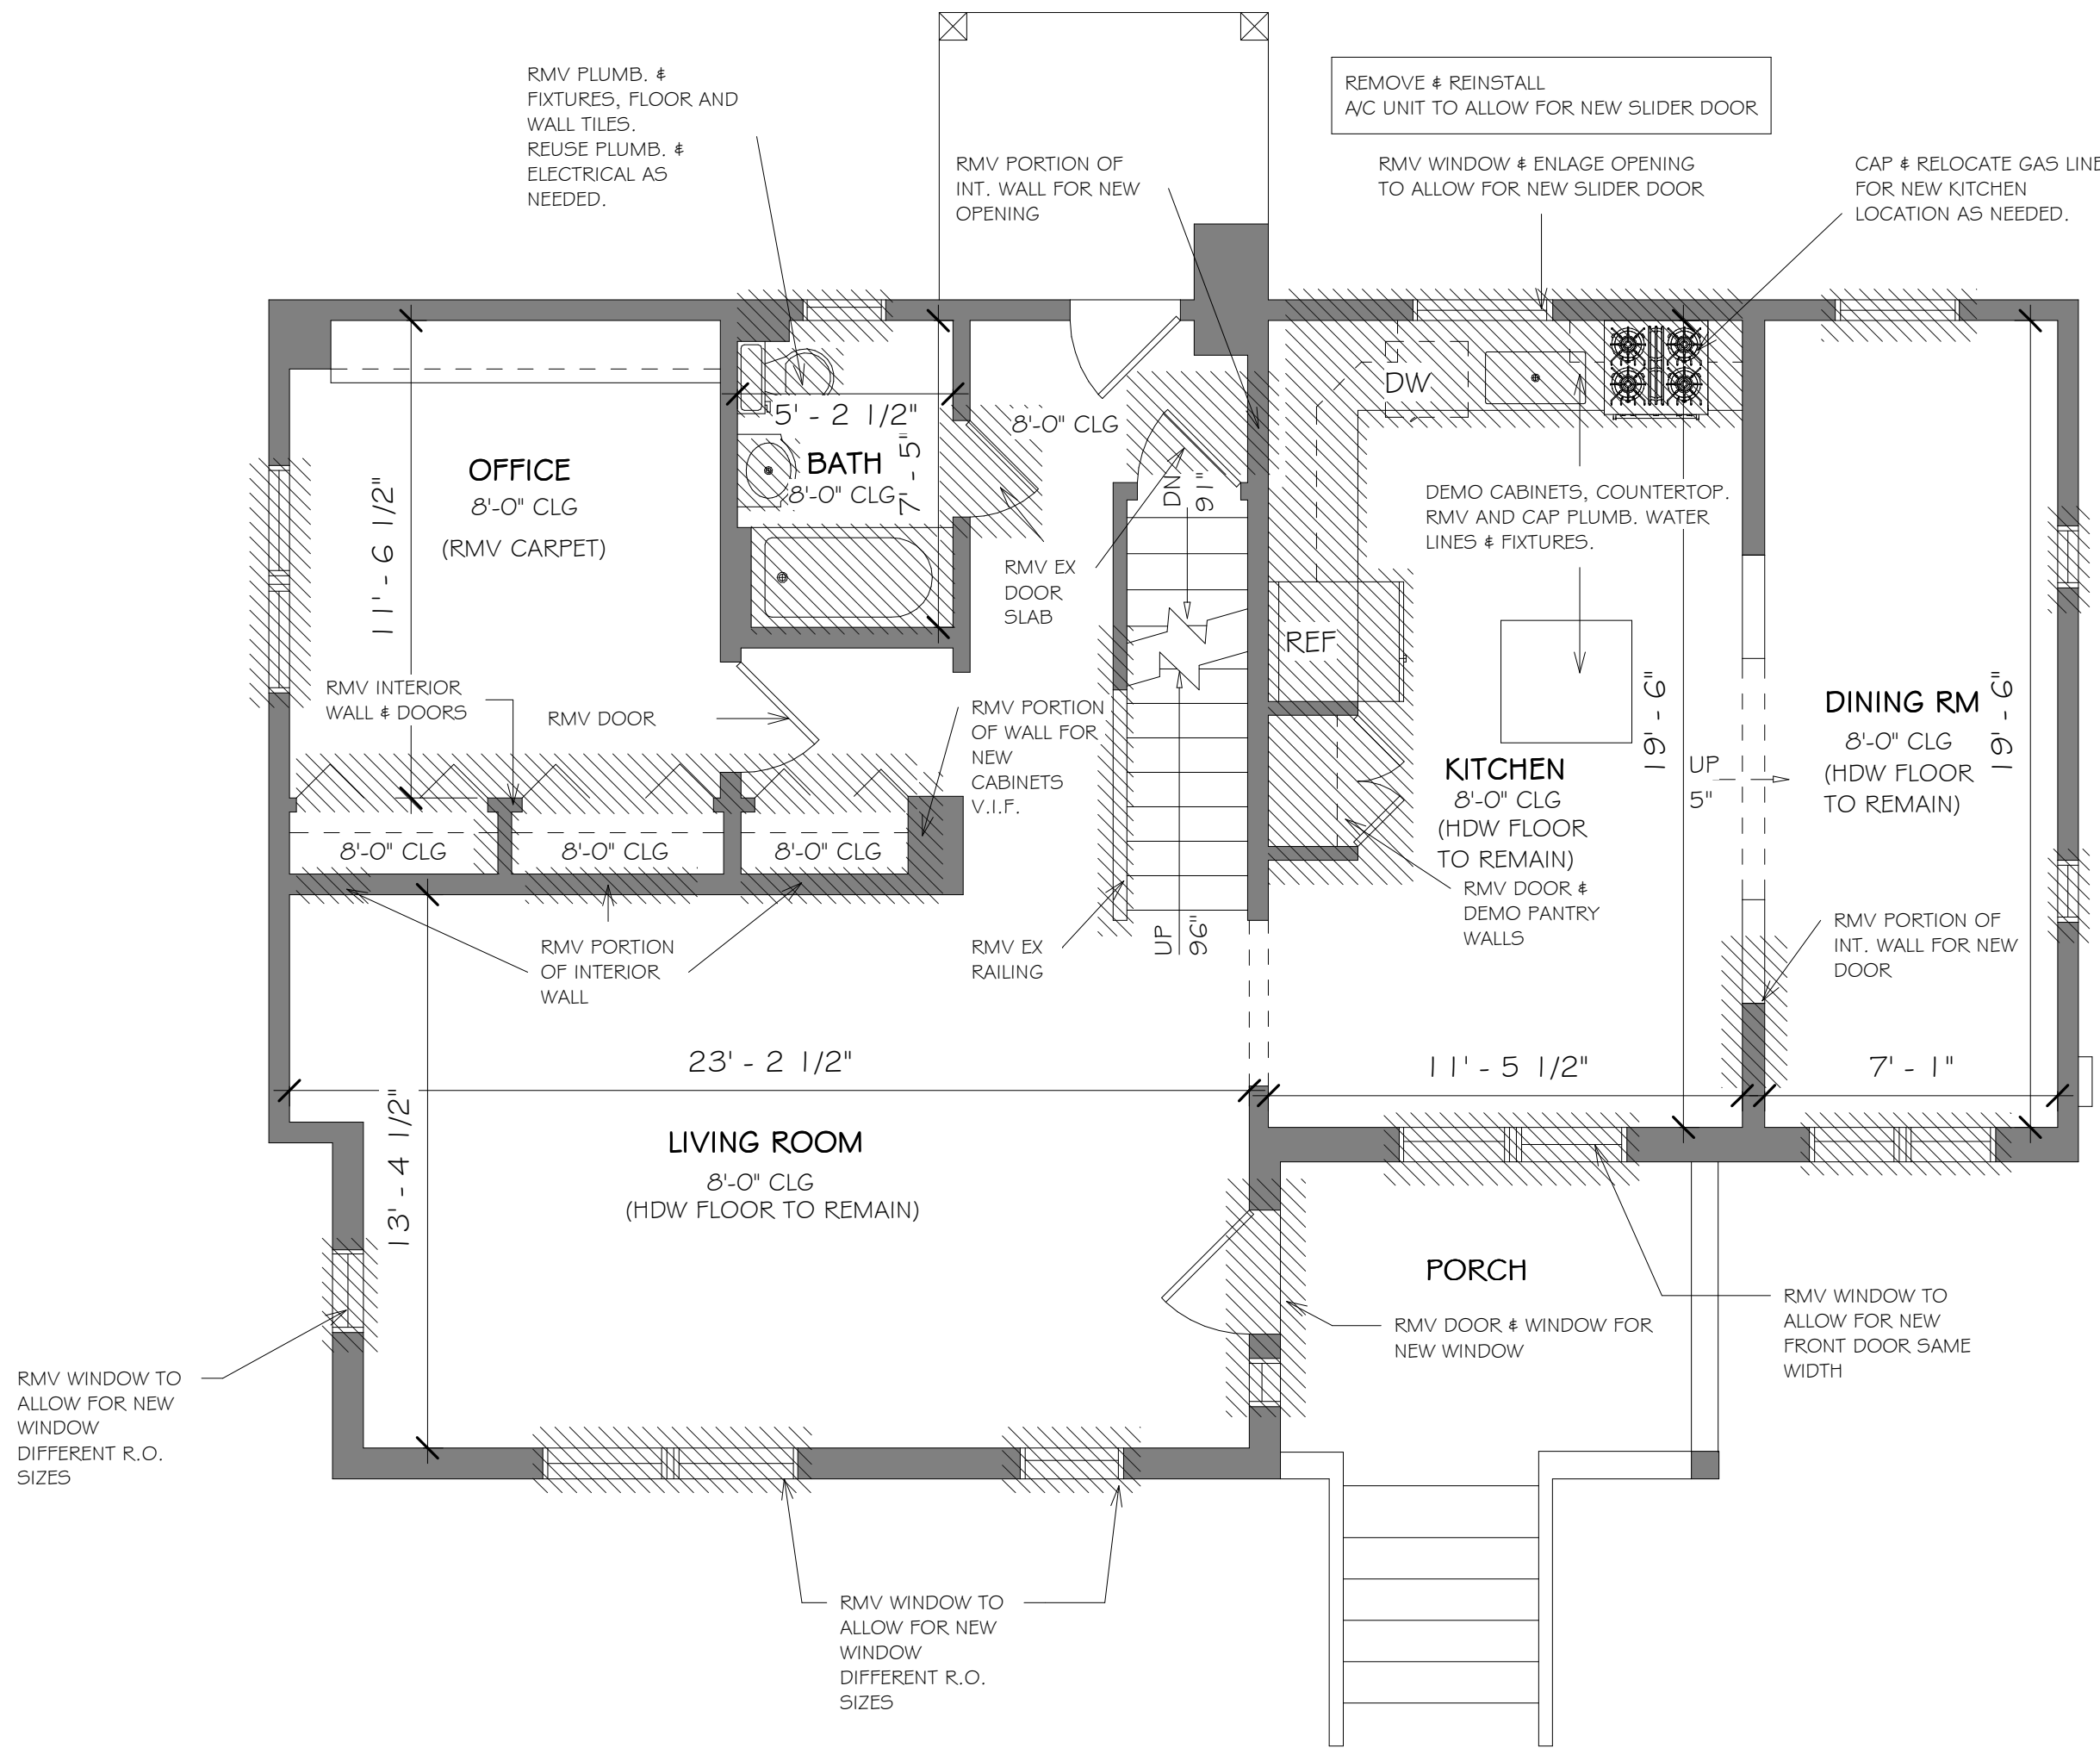 RMV PLUMB. &
FIXTURES, FLOOR AND
WALL TILES.
REUSE PLUMB. &
ELECTRICAL AS
NEEDED.
RMV PORTION OF
INT. WALL FOR NEW
OPENING
REMOVE & REINSTALL
A/C UNIT TO ALLOW FOR NEW SLIDER DOOR
RMV WINDOW & ENLAGE OPENING
TO ALLOW FOR NEW SLIDER DOOR
CAP & RELOCATE GAS LINE
FOR NEW KITCHEN
LOCATION AS NEEDED.
OFFICE
8'-0" CLG
(RMV CARPET)
11' - 6 1/2"
5' - 2 1/2"
BATH
8'-0" CLG
7' - 5"
8'-0" CLG
DN
91"
RMV EX
DOOR
SLAB
DW
DEMO CABINETS, COUNTERTOP.
RMV AND CAP PLUMB. WATER
LINES & FIXTURES.
REF
RMV INTERIOR
WALL & DOORS
RMV DOOR
RMV PORTION
OF WALL FOR
NEW
CABINETS
V.I.F.
KITCHEN
8'-0" CLG
(HDW FLOOR
TO REMAIN)
19' - 6"
UP
5"
DINING RM
8'-0" CLG
(HDW FLOOR
TO REMAIN)
19' - 6"
8'-0" CLG
8'-0" CLG
8'-0" CLG
RMV DOOR &
DEMO PANTRY
WALLS
RMV PORTION
OF INTERIOR
WALL
RMV EX
RAILING
UP
96"
RMV PORTION OF
INT. WALL FOR NEW
DOOR
23' - 2 1/2"
11' - 5 1/2"
7' - 1"
13' - 4 1/2"
LIVING ROOM
8'-0" CLG
(HDW FLOOR TO REMAIN)
PORCH
RMV DOOR & WINDOW FOR
NEW WINDOW
RMV WINDOW TO
ALLOW FOR NEW
FRONT DOOR SAME
WIDTH
RMV WINDOW TO
ALLOW FOR NEW
WINDOW
DIFFERENT R.O.
SIZES
RMV WINDOW TO
ALLOW FOR NEW
WINDOW
DIFFERENT R.O.
SIZES